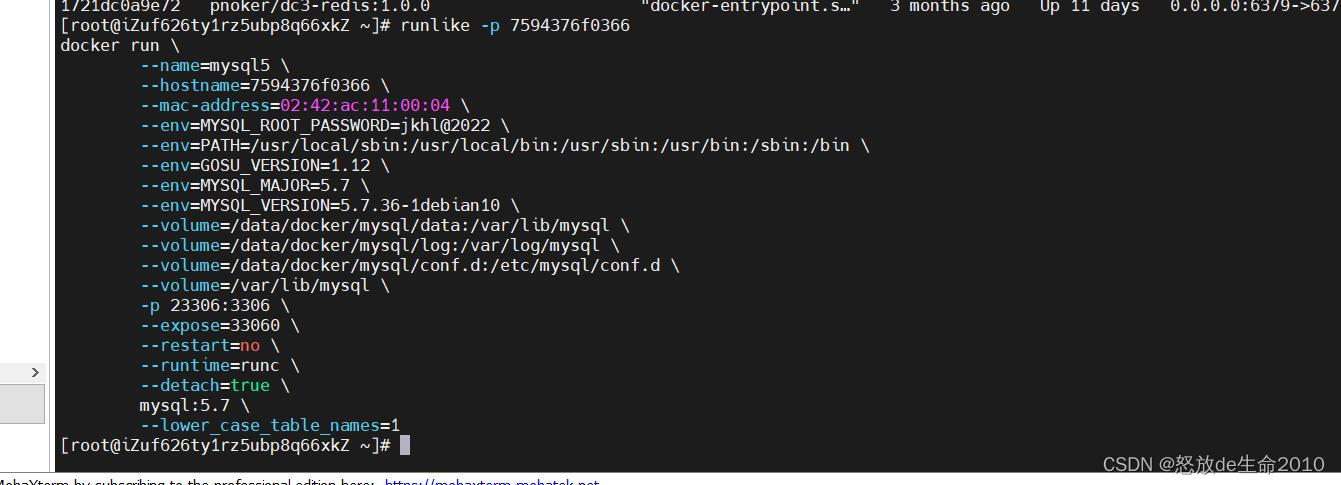 1721dc0a9e72   pnoker/dc3-redis:1.0.0                     "docker-entrypoint.s…"   3 months ago   Up 11 days   0.0.0.0:6379->637
[root@iZuf626ty1rz5ubp8q66xkZ ~]# runlike -p 7594376f0366
docker run \
        --name=mysql5 \
        --hostname=7594376f0366 \
        --mac-address=02:42:ac:11:00:04 \
        --env=MYSQL_ROOT_PASSWORD=jkhl@2022 \
        --env=PATH=/usr/local/sbin:/usr/local/bin:/usr/sbin:/usr/bin:/sbin:/bin \
        --env=GOSU_VERSION=1.12 \
        --env=MYSQL_MAJOR=5.7 \
        --env=MYSQL_VERSION=5.7.36-1debian10 \
        --volume=/data/docker/mysql/data:/var/lib/mysql \
        --volume=/data/docker/mysql/log:/var/log/mysql \
        --volume=/data/docker/mysql/conf.d:/etc/mysql/conf.d \
        --volume=/var/lib/mysql \
        -p 23306:3306 \
        --expose=33060 \
        --restart=no \
        --runtime=runc \
        --detach=true \
        mysql:5.7 \
        --lower_case_table_names=1
[root@iZuf626ty1rz5ubp8q66xkZ ~]#
CSDN @怒放de生命2010
MobaXterm by subscribing to the professional edition here: https://mobaxterm.mobatek.net